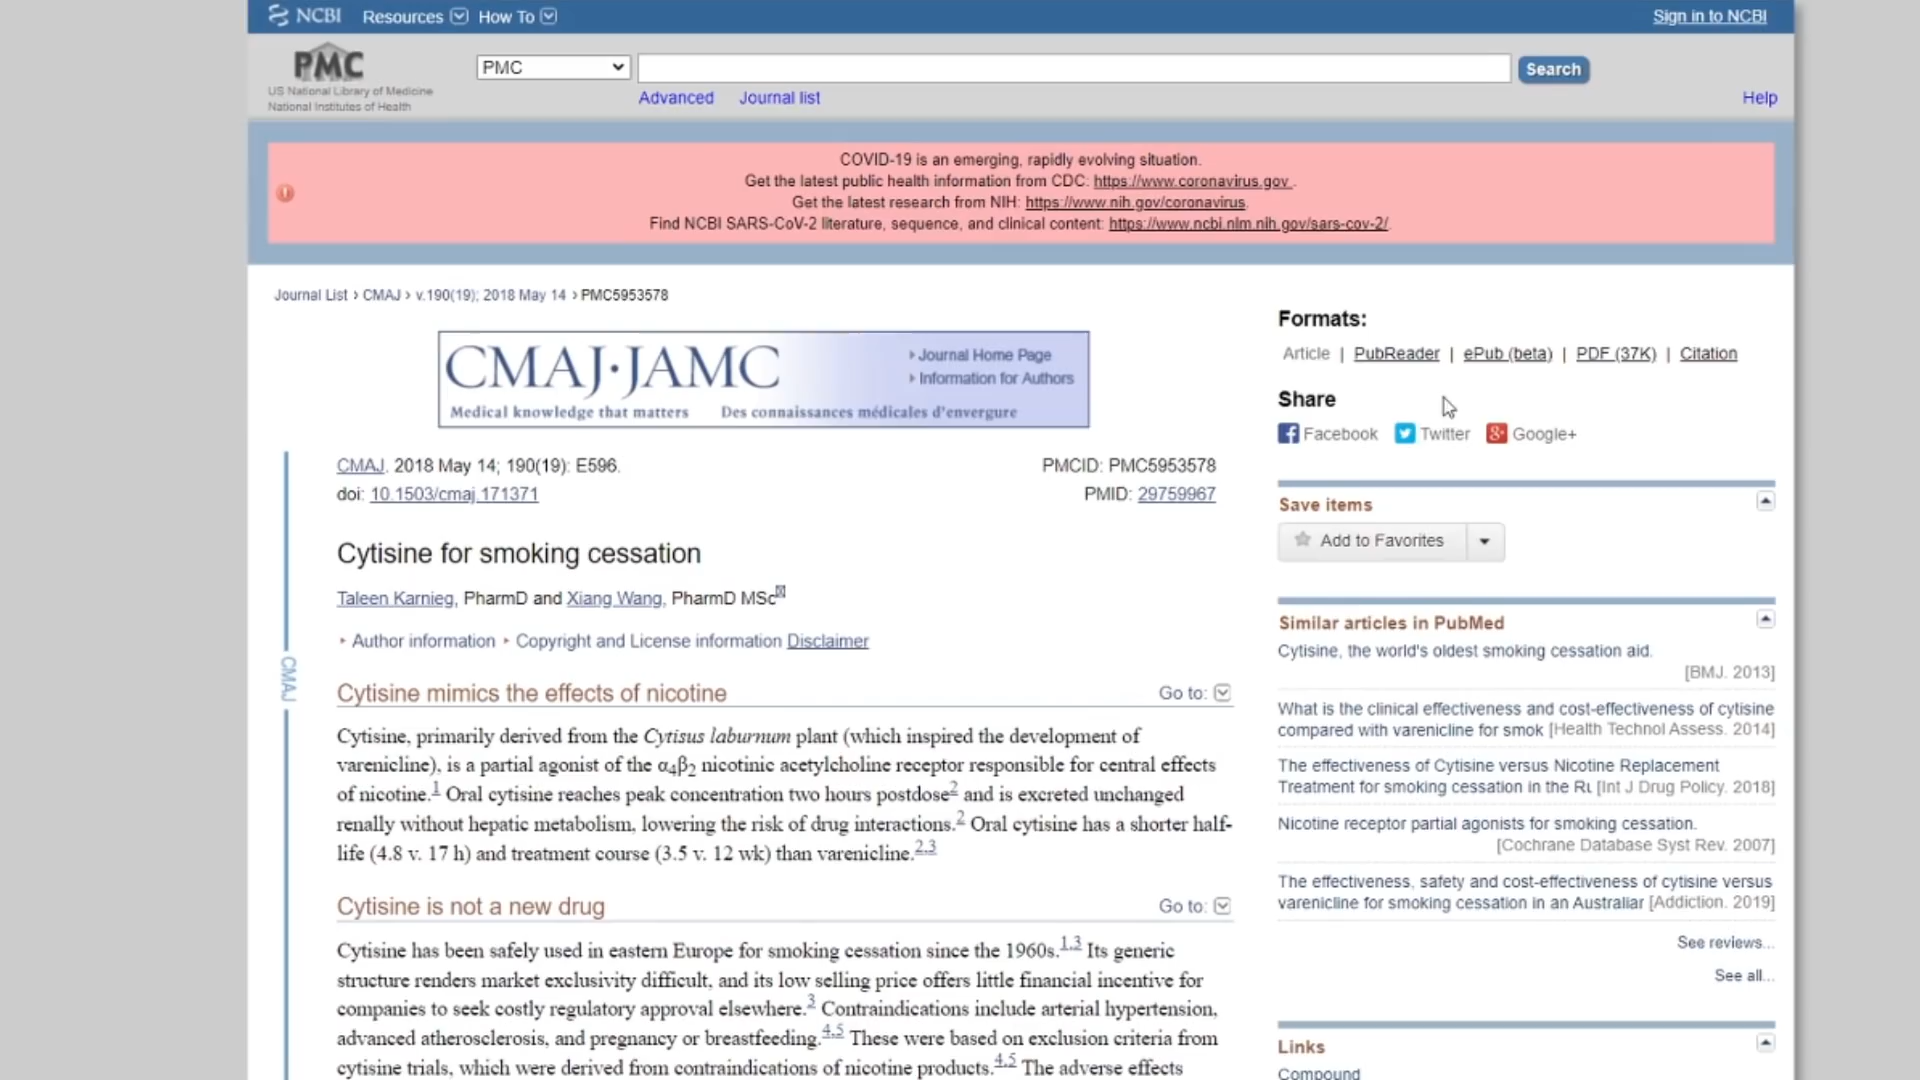 NCBI Resources How To Sign in to NCBI
PMC
US National Library of Medicine
National Institutes of Health
PMC Search
Advanced Journal list Help
COVID-19 is an emerging, rapidly evolving situation.
Get the latest public health information from CDC: https://www.coronavirus.gov .
Get the latest research from NIH: https://www.nih.gov/coronavirus.
Find NCBI SARS-CoV-2 literature, sequence, and clinical content: https://www.ncbi.nlm.nih.gov/sars-cov-2/.
Journal List › CMAJ › v.190(19); 2018 May 14 › PMC5953578
CMAJ·JAMC
Medical knowledge that matters Des connaissances médicales d'envergure
Journal Home Page
Information for Authors
CMAJ. 2018 May 14; 190(19): E596. PMCID: PMC5953578
doi: 10.1503/cmaj.171371 PMID: 29759967
Cytisine for smoking cessation
Taleen Karnieg, PharmD and Xiang Wang, PharmD MSc
Author information Copyright and License information Disclaimer
CMAJ
Cytisine mimics the effects of nicotine Go to:
Cytisine, primarily derived from the Cytisus laburnum plant (which inspired the development of
varenicline), is a partial agonist of the α4β2 nicotinic acetylcholine receptor responsible for central effects
of nicotine.1 Oral cytisine reaches peak concentration two hours postdose2 and is excreted unchanged
renally without hepatic metabolism, lowering the risk of drug interactions.2 Oral cytisine has a shorter half-
life (4.8 v. 17 h) and treatment course (3.5 v. 12 wk) than varenicline.2,3
Cytisine is not a new drug Go to:
Cytisine has been safely used in eastern Europe for smoking cessation since the 1960s.1,3 Its generic
structure renders market exclusivity difficult, and its low selling price offers little financial incentive for
companies to seek costly regulatory approval elsewhere.3 Contraindications include arterial hypertension,
advanced atherosclerosis, and pregnancy or breastfeeding.4,5 These were based on exclusion criteria from
cytisine trials, which were derived from contraindications of nicotine products.4,5 The adverse effects
Formats:
Article | PubReader | ePub (beta) | PDF (37K) | Citation
Share
Facebook Twitter Google+
Save items
Add to Favorites
Similar articles in PubMed
Cytisine, the world's oldest smoking cessation aid.
[BMJ. 2013]
What is the clinical effectiveness and cost-effectiveness of cytisine
compared with varenicline for smok [Health Technol Assess. 2014]
The effectiveness of Cytisine versus Nicotine Replacement
Treatment for smoking cessation in the Ru [Int J Drug Policy. 2018]
Nicotine receptor partial agonists for smoking cessation.
[Cochrane Database Syst Rev. 2007]
The effectiveness, safety and cost-effectiveness of cytisine versus
varenicline for smoking cessation in an Australiar [Addiction. 2019]
See reviews...
See all...
Links
Compound